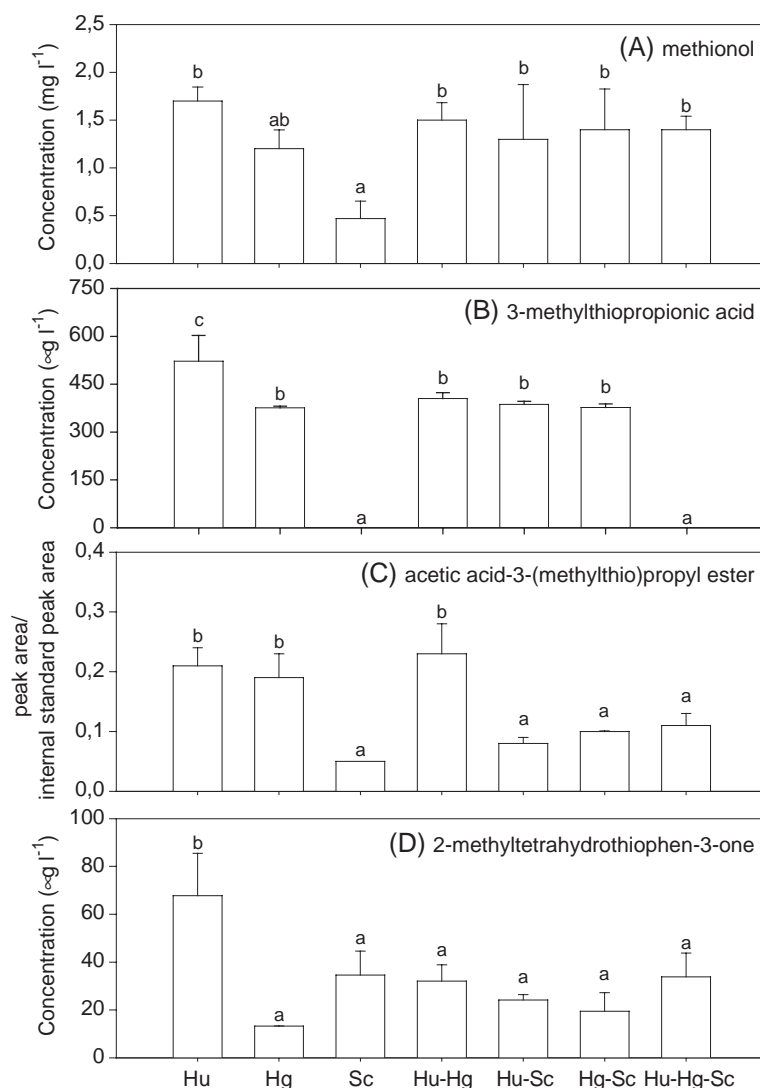 (A) methionol
Concentration (mg l-1)
2,5
2,0
1,5
1,0
0,5
0,0
b
ab
a
b
b
b
b
(B) 3-methylthiopropionic acid
Concentration (∝g l-1)
750
600
450
300
150
0
c
b
a
b
b
b
a
(C) acetic acid-3-(methylthio)propyl ester
peak area/
internal standard peak area
0,4
0,3
0,2
0,1
0,0
b
b
a
b
a
a
a
(D) 2-methyltetrahydrothiophen-3-one
Concentration (∝g l-1)
100
80
60
40
20
0
b
a
a
a
a
a
a
Hu Hg Sc Hu-Hg Hu-Sc Hg-Sc Hu-Hg-Sc